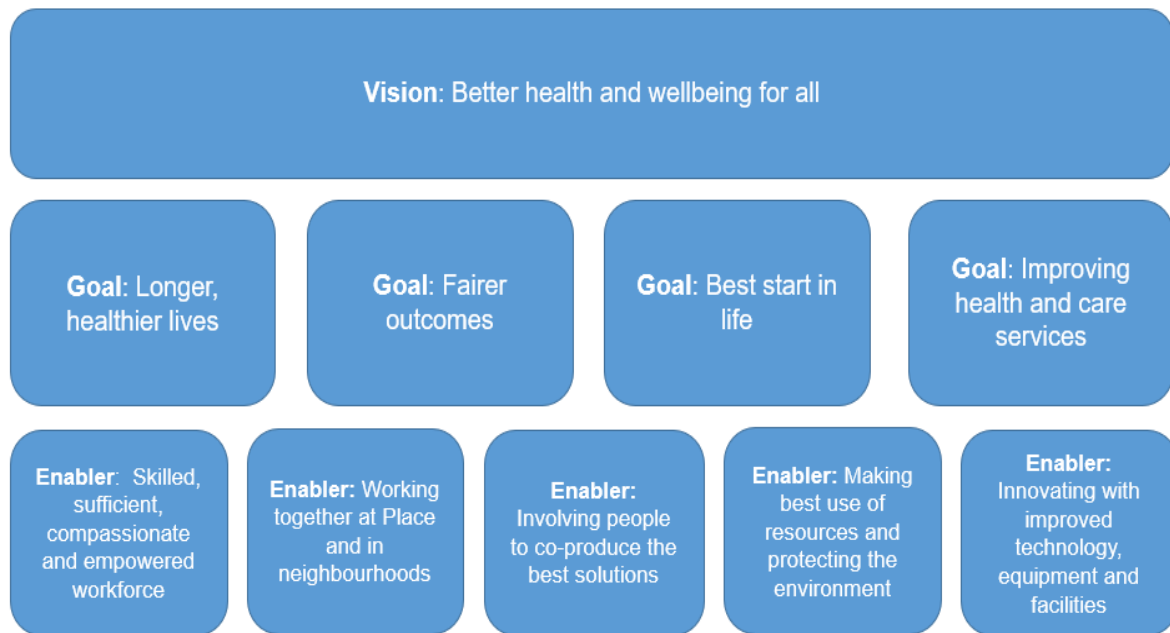 Vision: Better health and wellbeing for all
Goal: Longer,
healthier lives
Goal: Fairer
outcomes
Goal: Best start in
life
Goal: Improving
health and care
services
Enabler:  Skilled,
sufficient,
compassionate
and empowered
workforce
Enabler: Working
together at Place
and in
neighbourhoods
Enabler:
Involving people
to co-produce the
best solutions
Enabler: Making
best use of
resources and
protecting the
environment
Enabler:
Innovating with
improved
technology,
equipment and
facilities